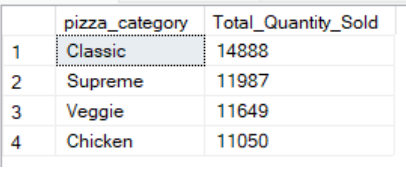 pizza_category Total_Quantity_Sold
1 Classic 14888
2 Supreme 11987
3 Veggie 11649
4 Chicken 11050